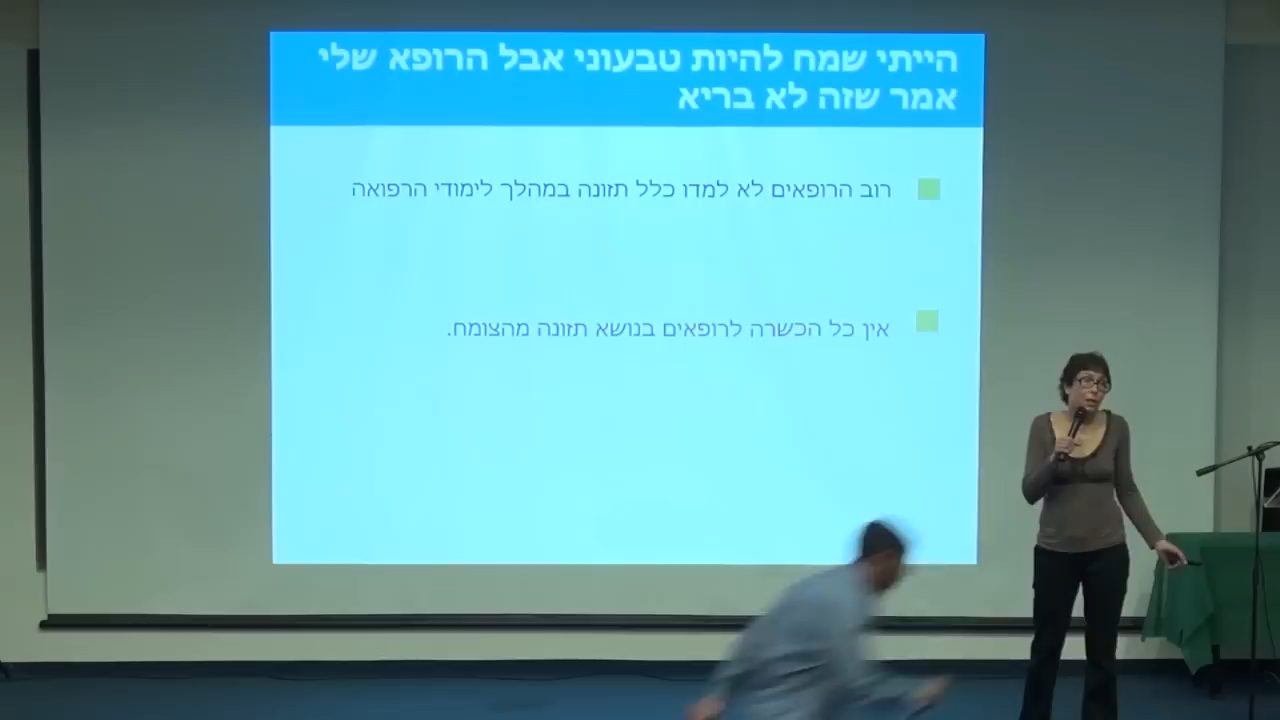 הייתי שמח להיות טבעוני אבל הרופא שלי
אמר שזה לא בריא
רוב הרופאים לא למדו כלל תזונה במהלך לימודי הרפואה
אין כל הכשרה לרופאים בנושא תזונה מהצומח.